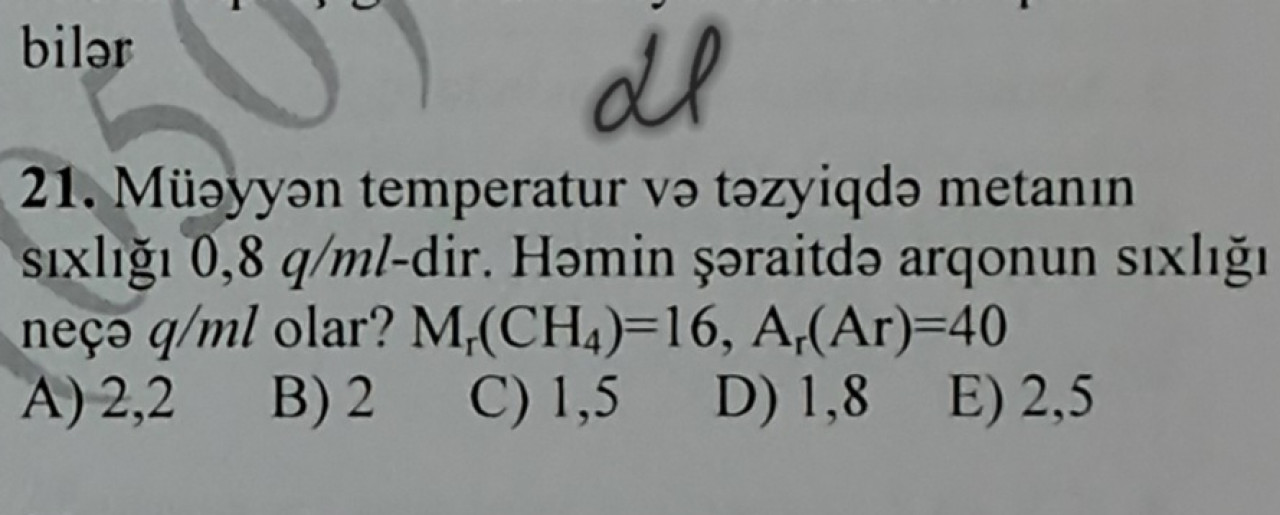 bilər
21. Müəyyən temperatur və təzyiqdə metanın
sıxlığı 0,8 q/ml-dir. Həmin şəraitdə arqonun sıxlığı
neçə q/ml olar? Mᵣ(CH₄)=16, Aᵣ(Ar)=40
A) 2,2 B) 2 C) 1,5 D) 1,8 E) 2,5